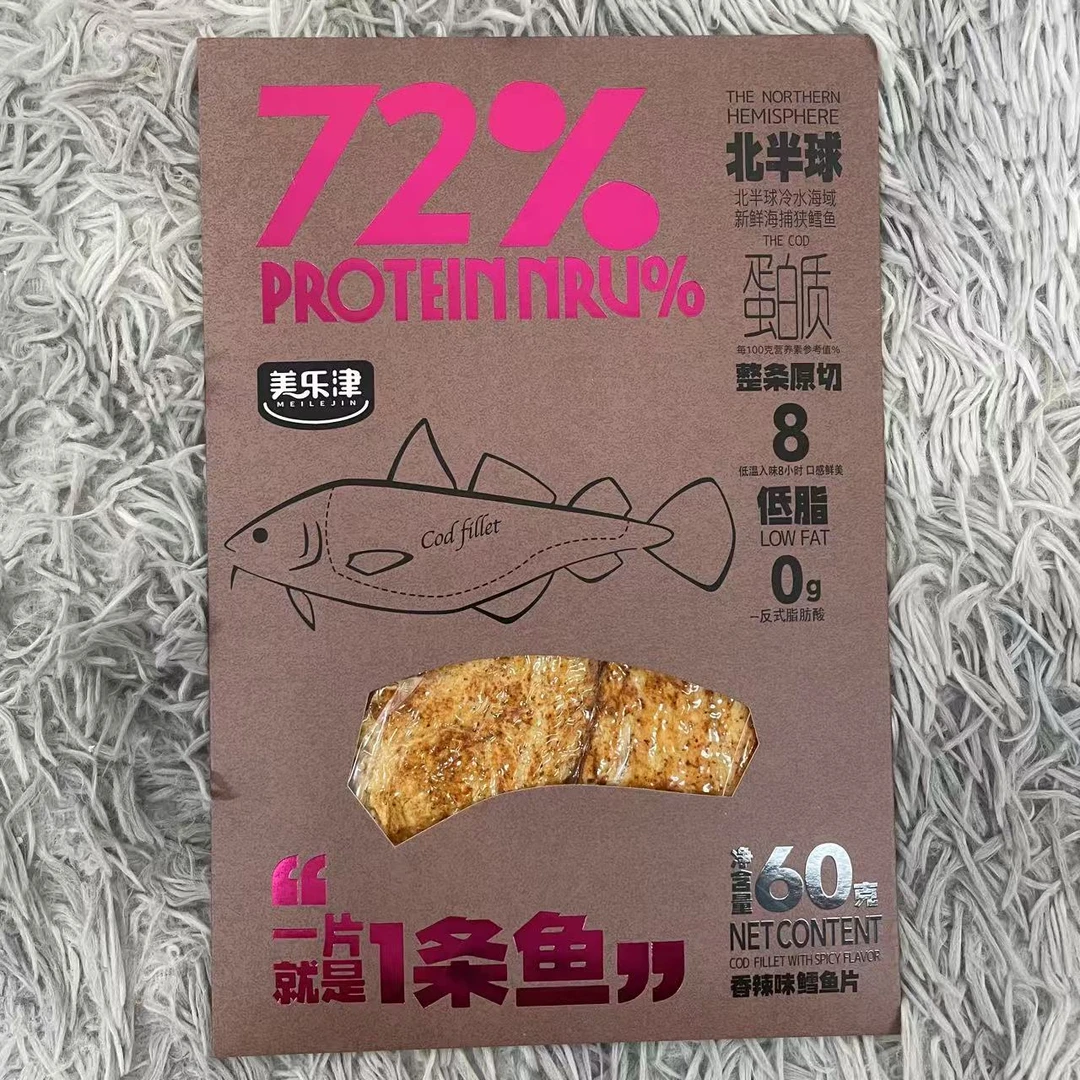 72%
PROTEIN NRV%
美乐津
MEILEJIN
Cod fillet
THE NORTHERN
HEMISPHERE
北半球
北半球冷水海域
新鲜海捕狭鳕鱼
THE COD
蛋白质
每100克营养素参考值%
整条原切
8
低温入味8小时 口感鲜美
低脂
LOW FAT
0g
—反式脂肪酸
“一片
就是1条鱼”
净含量60克
NET CONTENT
COD FILLET WITH SPICY FLAVOR
香辣味鳕鱼片